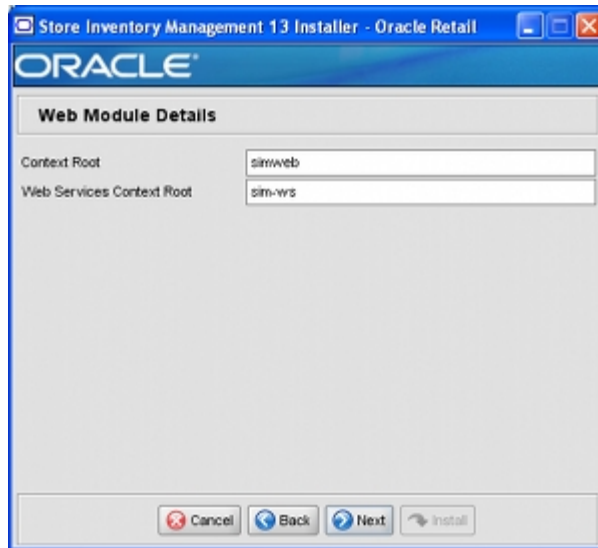 Store Inventory Management 13 Installer - Oracle Retail
ORACLE®
Web Module Details
Context Root simweb
Web Services Context Root sim-ws
Cancel Back Next Install